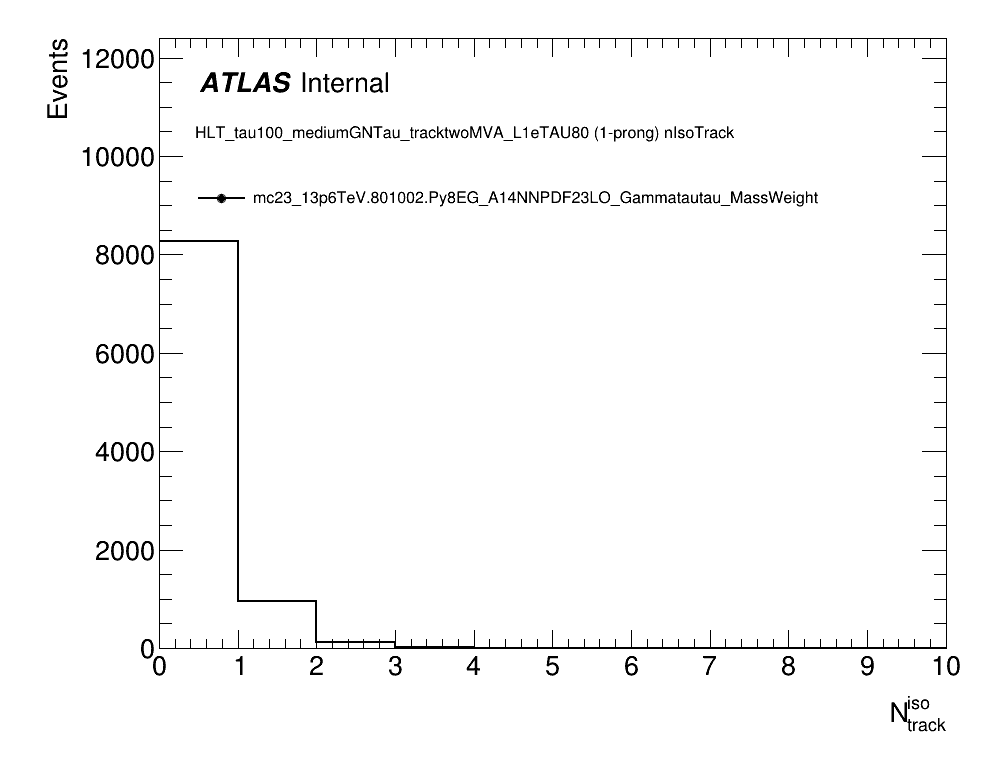 Events
12000
10000
8000
6000
4000
2000
0
ATLAS Internal
HLT_tau100_mediumGNTau_tracktwoMVA_L1eTAU80 (1-prong) nIsoTrack
mc23_13p6TeV.801002.Py8EG_A14NNPDF23LO_Gammatautau_MassWeight
0 1 2 3 4 5 6 7 8 9 10
N iso track